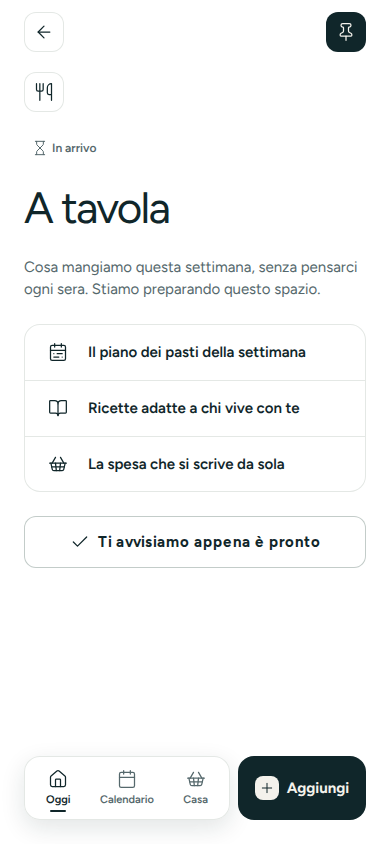 In arrivo
A tavola
Cosa mangiamo questa settimana, senza pensarci
ogni sera. Stiamo preparando questo spazio.
Il piano dei pasti della settimana
Ricette adatte a chi vive con te
La spesa che si scrive da sola
Ti avvisiamo appena è pronto
Oggi
Calendario
Casa
Aggiungi